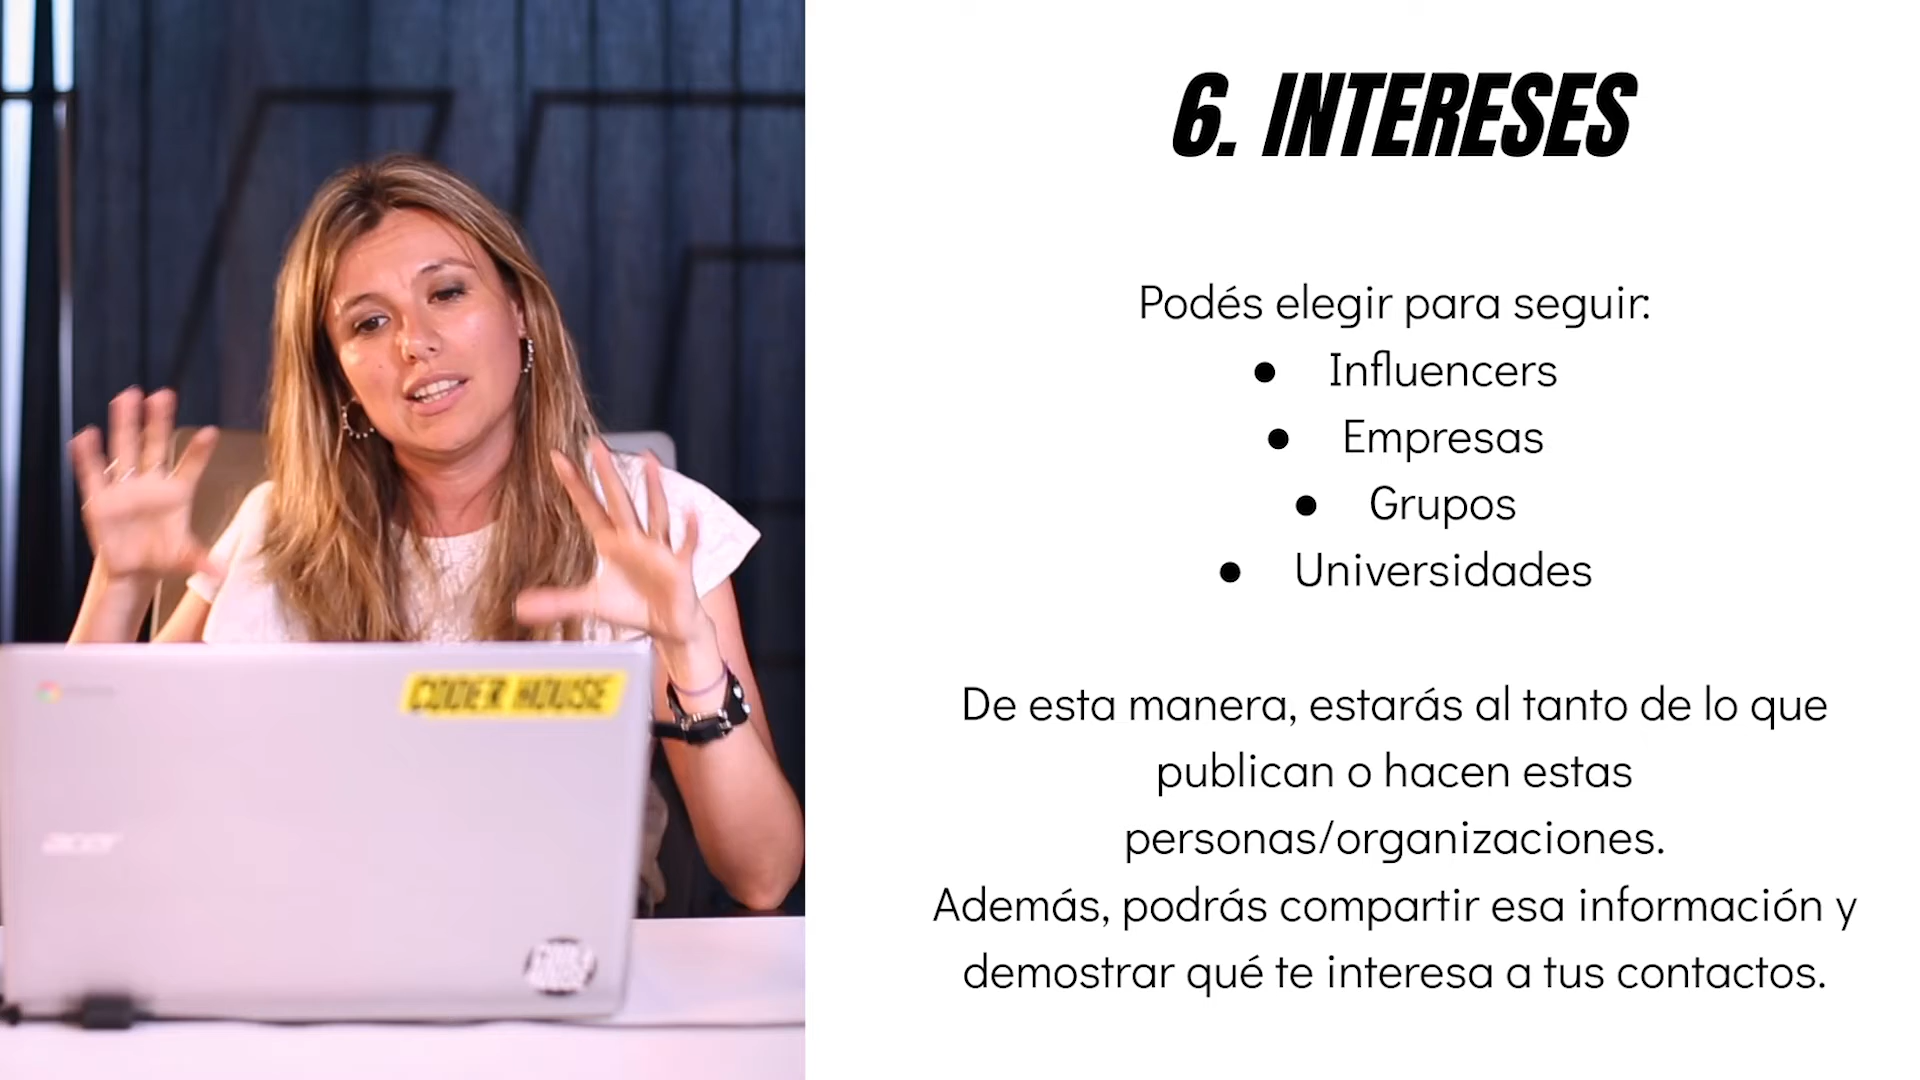 6. INTERESES
Podés elegir para seguir:
● Influencers
● Empresas
● Grupos
● Universidades
De esta manera, estarás al tanto de lo que
publican o hacen estas
personas/organizaciones.
Además, podrás compartir esa información y
demostrar qué te interesa a tus contactos.
CODER HOUSE
acer